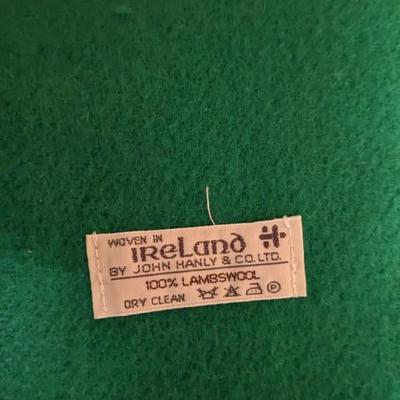 WOVEN IN
IReLand
BY JOHN HANLY & CO. LTD.
100% LAMBSWOOL
DRY CLEAN P